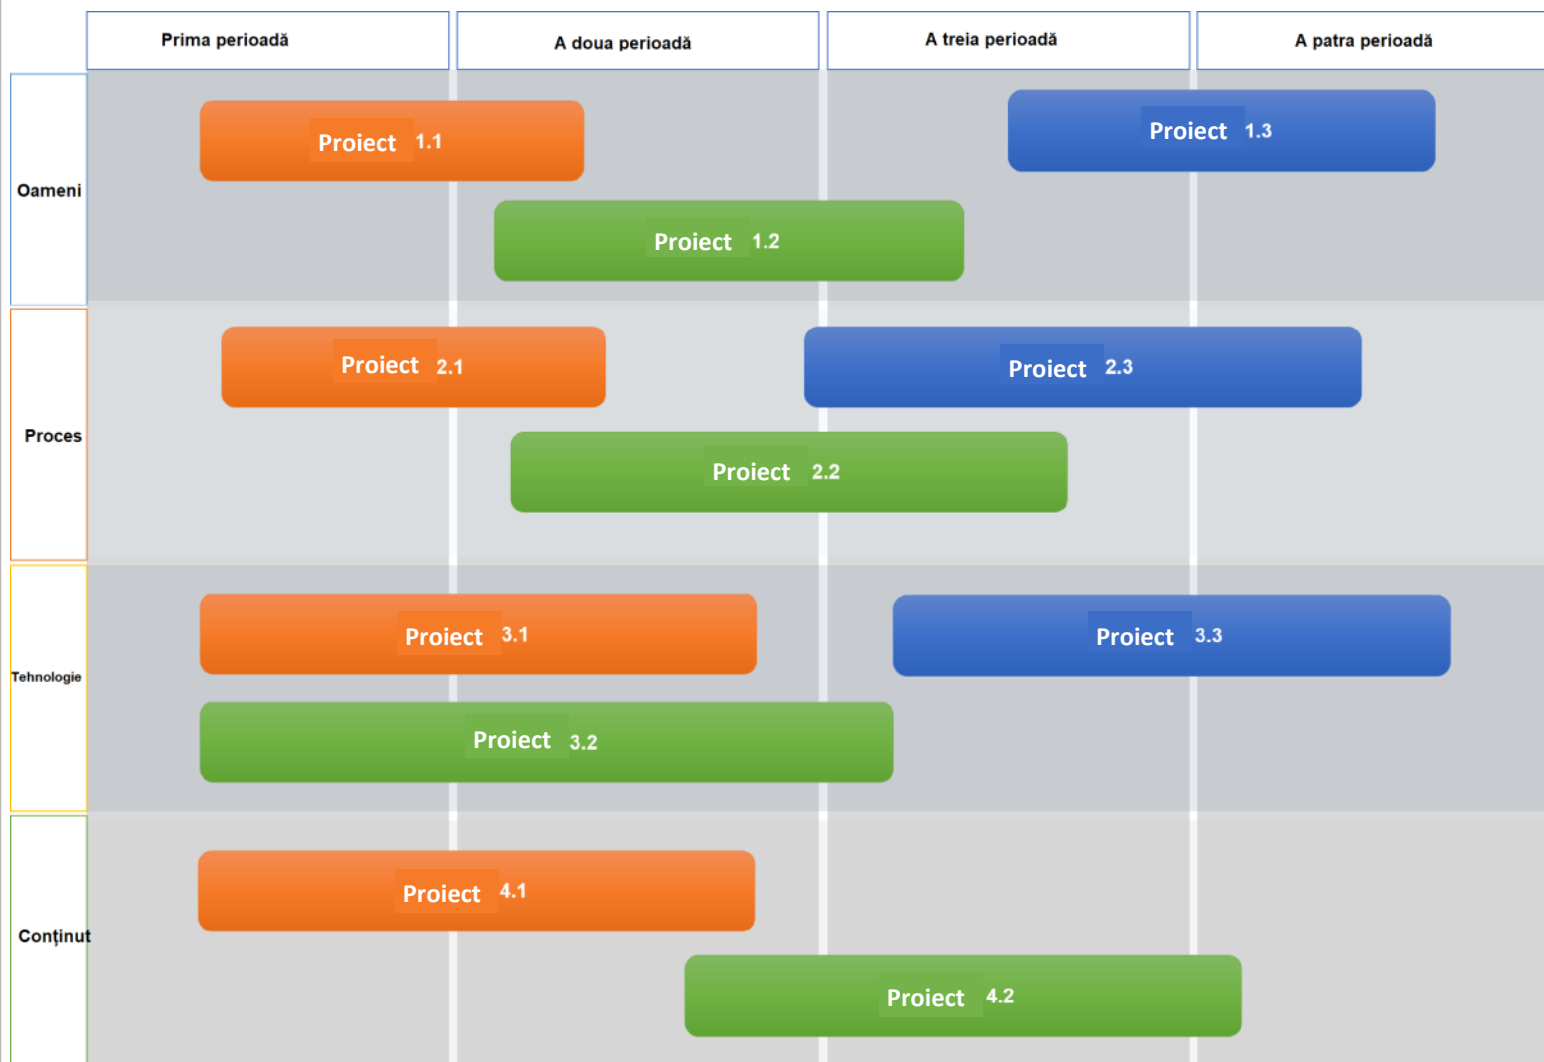 Prima perioadă
A doua perioadă
A treia perioadă
A patra perioadă
Oameni
Proiect 1.1
Proiect 1.3
Proiect 1.2
Proces
Proiect 2.1
Proiect 2.3
Proiect 2.2
Tehnologie
Proiect 3.1
Proiect 3.3
Proiect 3.2
Conţinut
Proiect 4.1
Proiect 4.2